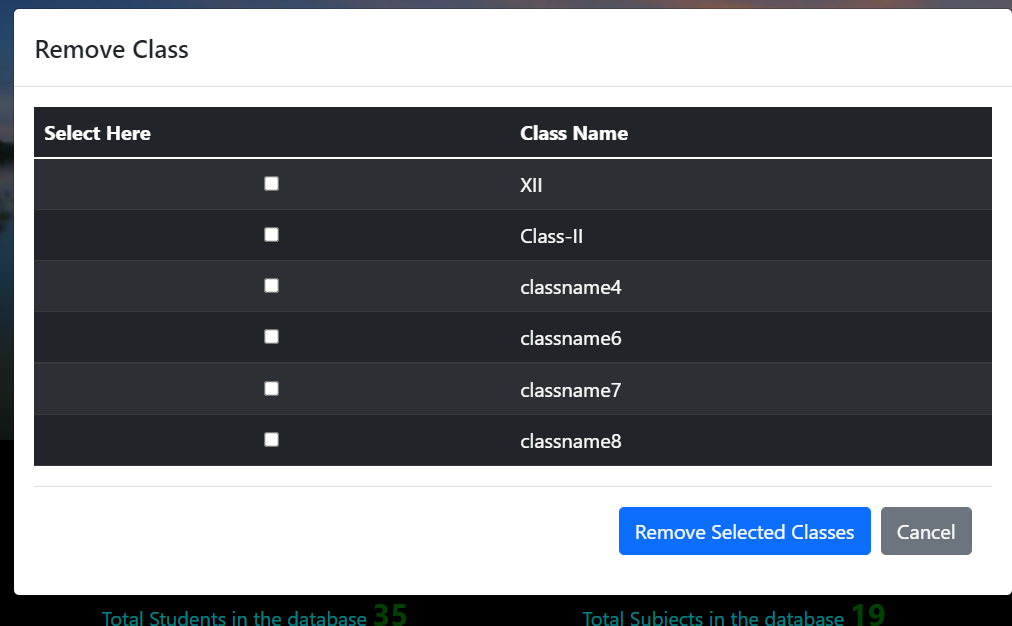 Remove Class
Select Here Class Name
XII
Class-II
classname4
classname6
classname7
classname8
Remove Selected Classes Cancel
Total Students in the database 35 Total Subjects in the database 19